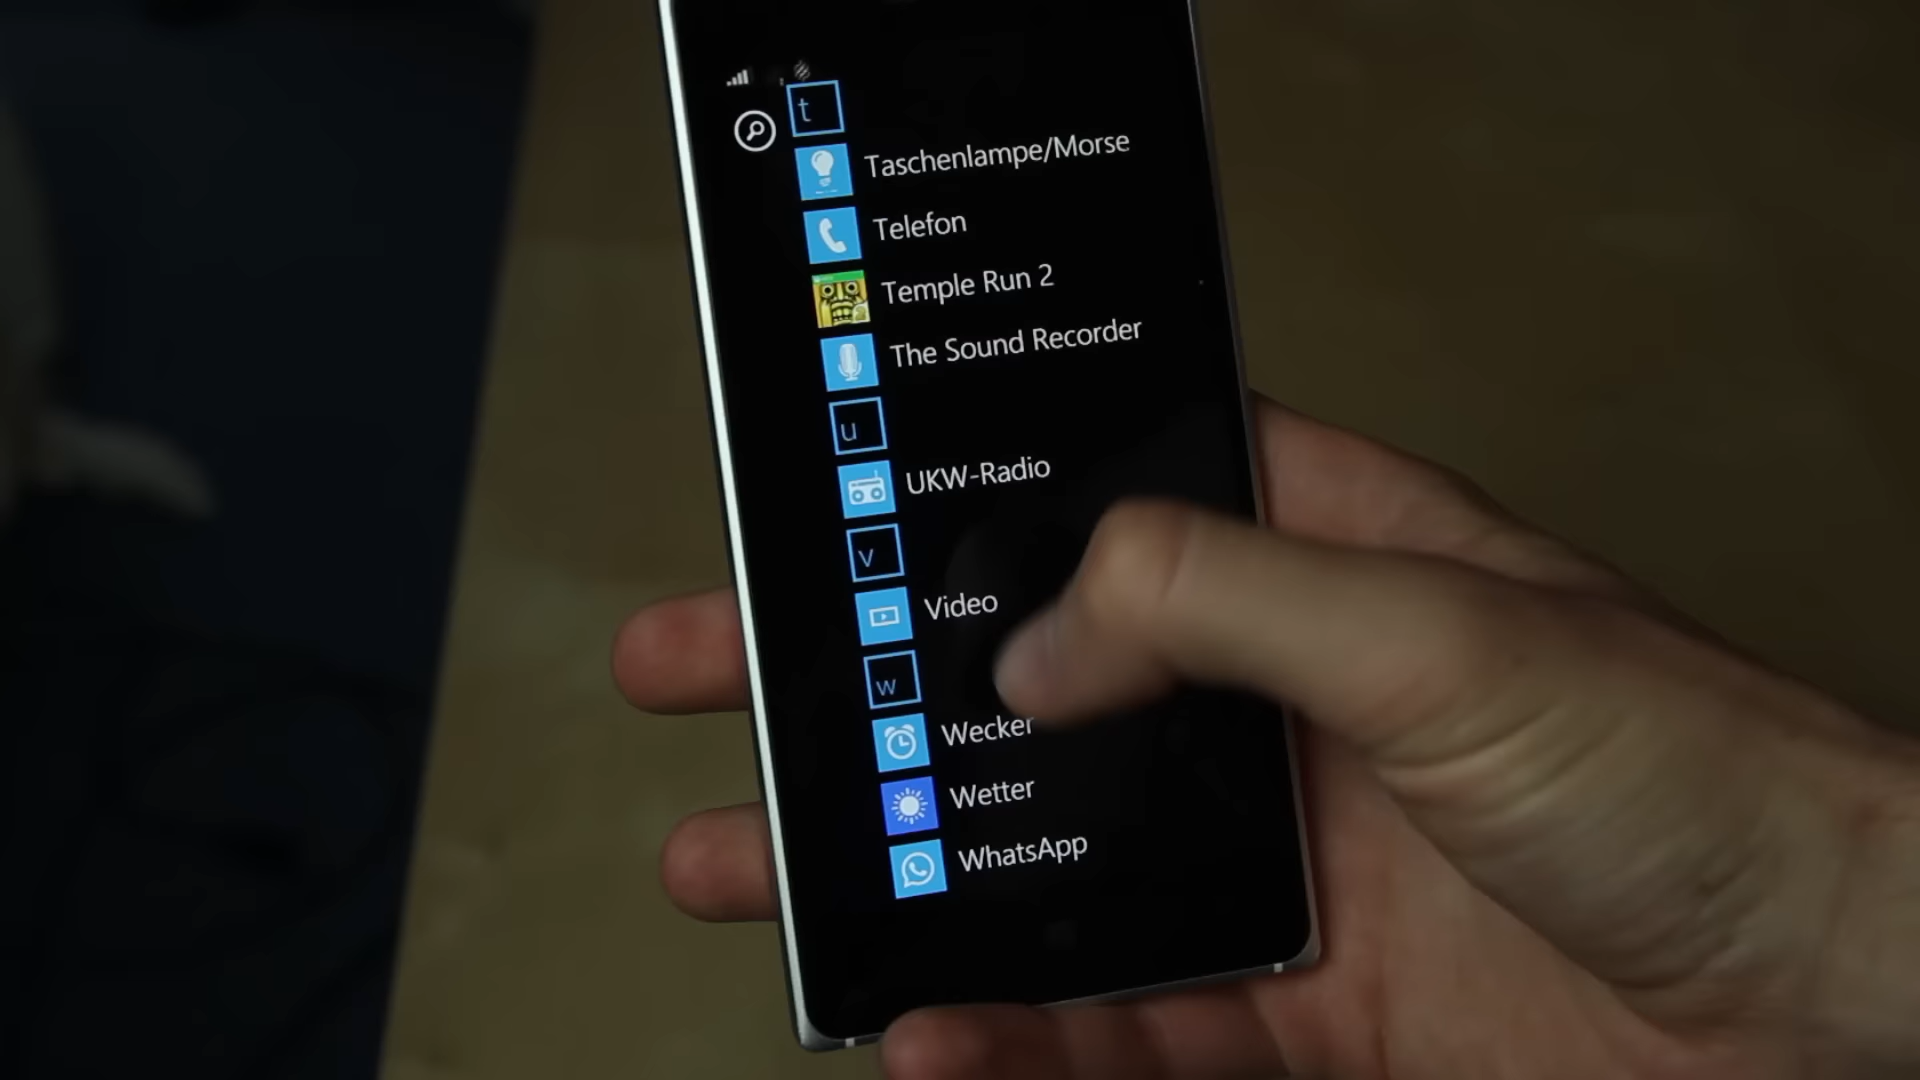 t
Taschenlampe/Morse
Telefon
Temple Run 2
The Sound Recorder
u
UKW-Radio
v
Video
w
Wecker
Wetter
WhatsApp